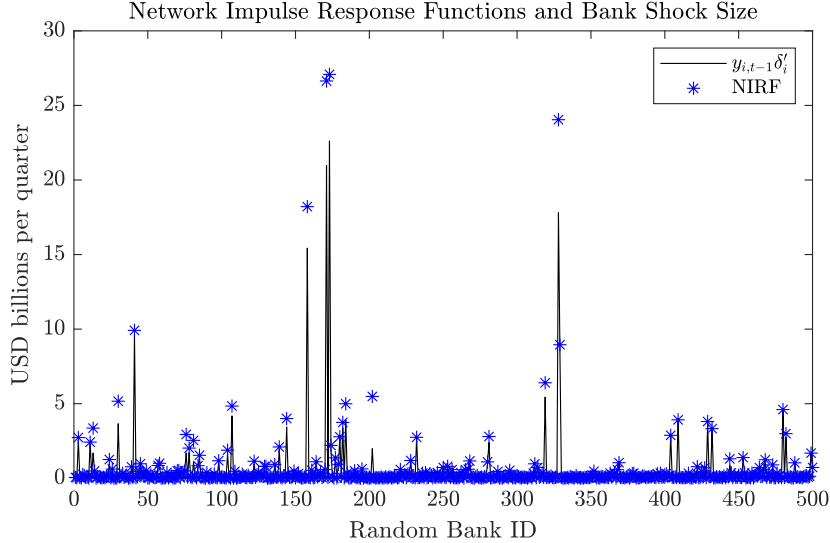 Network Impulse Response Functions and Bank Shock Size
30
25
20
15
10
5
0
USD billions per quarter
y_{i,t−1}δ′_i
NIRF
0 50 100 150 200 250 300 350 400 450 500
Random Bank ID